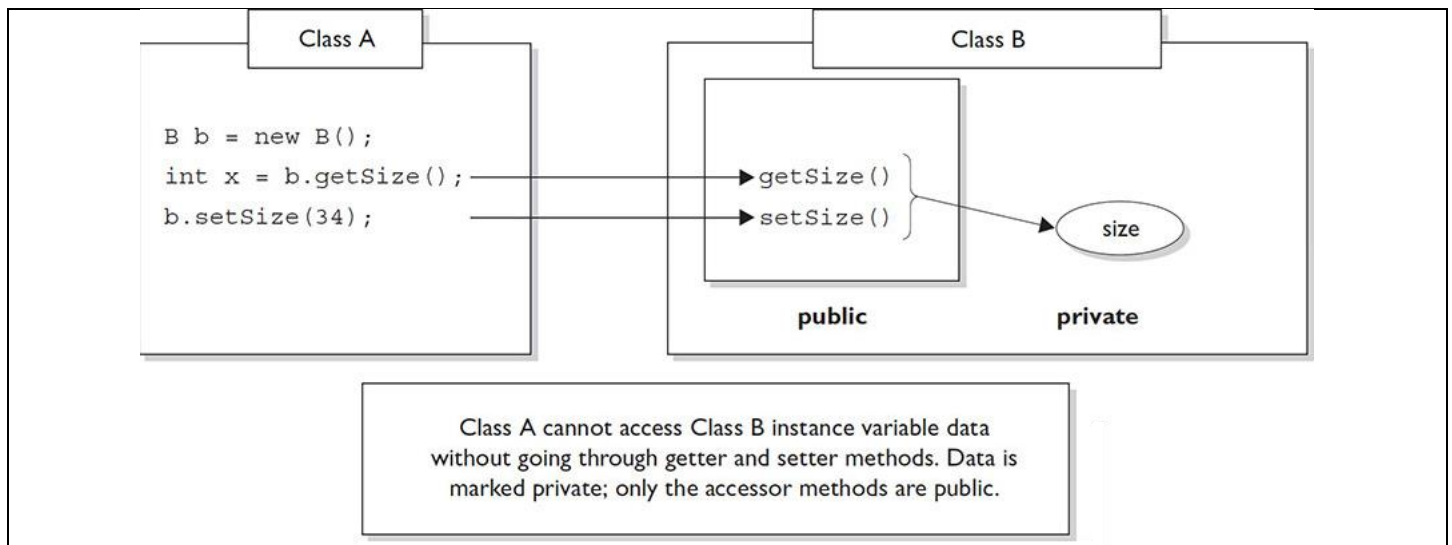 Class A
B b = new B();
int x = b.getSize();
b.setSize(34);
Class B
getSize()
setSize()
size
public
private
Class A cannot access Class B instance variable data
without going through getter and setter methods. Data is
marked private; only the accessor methods are public.